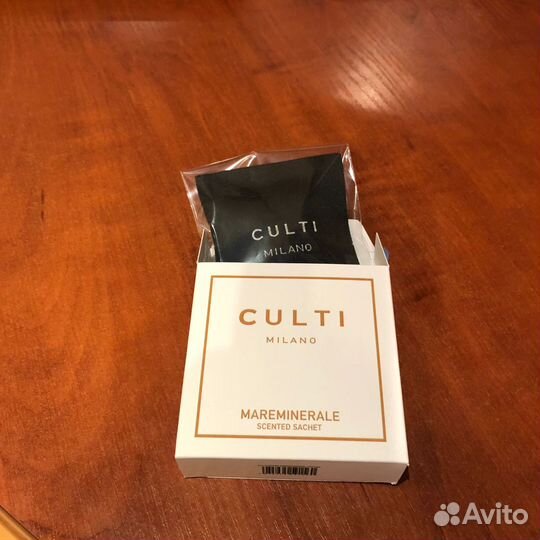 CULTI
MILANO
CULTI
MILANO
MAREMINERALE
SCENTED SACHET
Avito